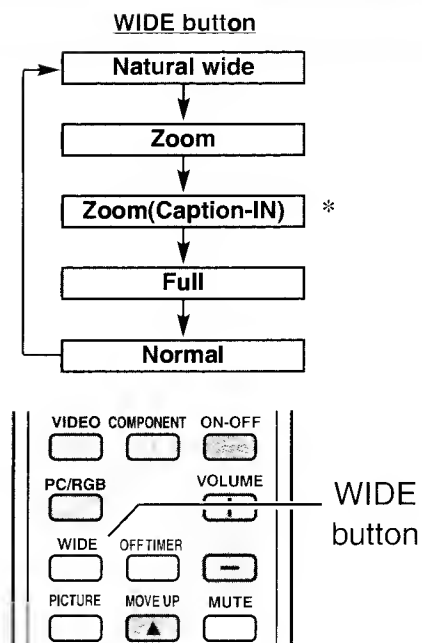 WIDE button
Natural wide
Zoom
Zoom(Caption-IN) *
Full
Normal
VIDEO COMPONENT ON-OFF
PC/RGB VOLUME
WIDE button
WIDE OFF TIMER
PICTURE MOVE UP MUTE